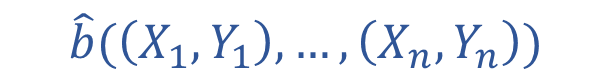 b̂((X₁, Y₁), … , (Xₙ, Yₙ))